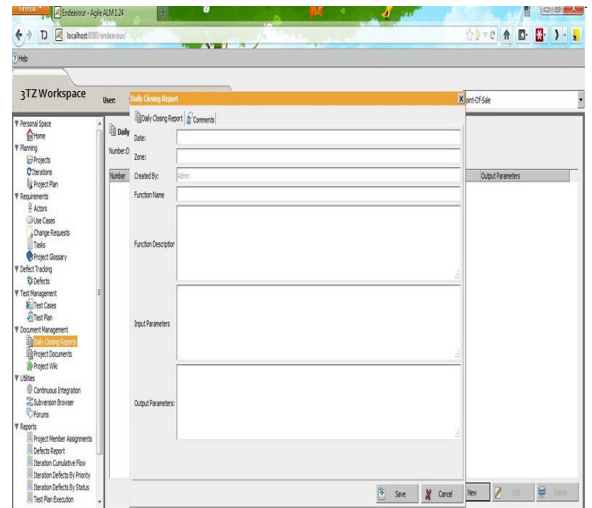 Firefox
Endeavour - Agile ALM 1.24
localhost:8080/endeavour/
Help
3TZ Workspace
User:
Point-Of-Sale
Personal Space
Home
Planning
Projects
Iterations
Project Plan
Requirements
Actors
Use Cases
Change Requests
Tasks
Project Glossary
Defect Tracking
Defects
Test Management
Test Cases
Test Plan
Document Management
Daily Closing Reports
Project Documents
Project Wiki
Utilities
Continuous Integration
Subversion Browser
Forums
Reports
Project Member Assignments
Defects Report
Iteration Cumulative Flow
Iteration Defects By Priority
Iteration Defects By Status
Test Plan Execution
Daily
Number:0
Number
Output Parameters
Daily Closing Report
X
Daily Closing Report
Comments
Date:
Zone:
Created By:
Admin
Function Name
Function Description
Input Parameters
Output Parameters:
Save
Cancel
New
Edit
Delete